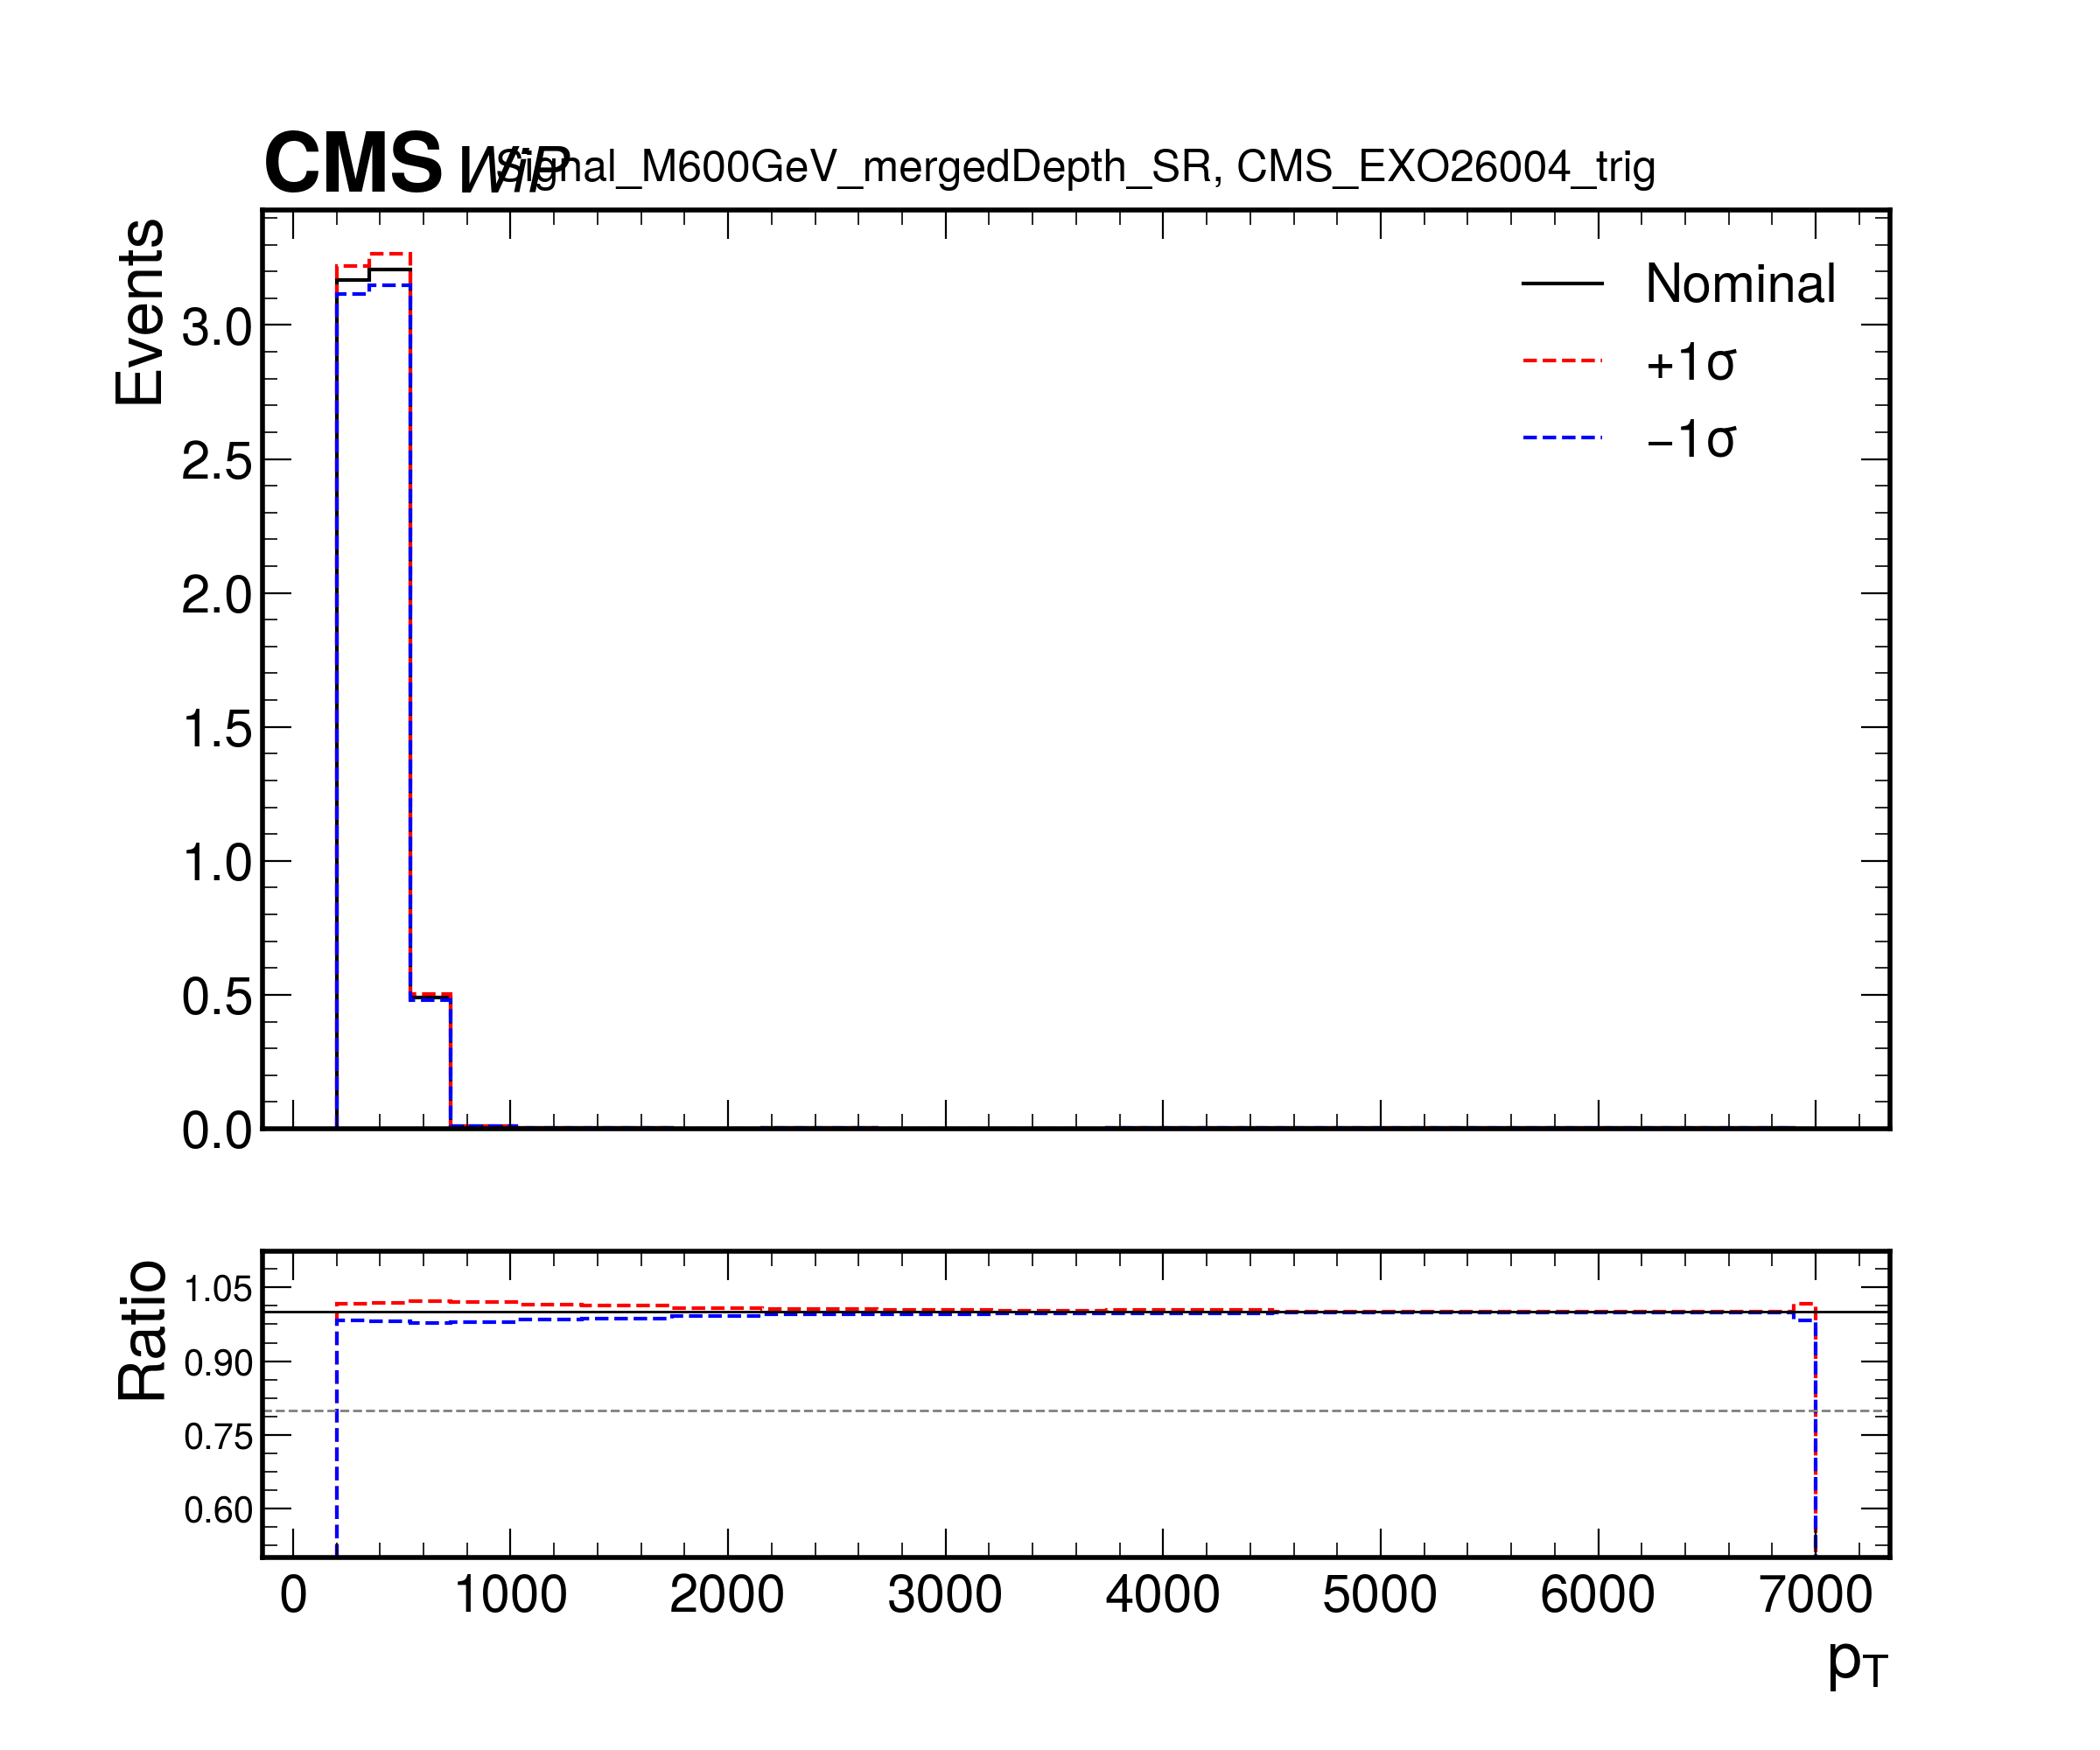 CMS WiP Signal_M600GeV_mergedDepth_SR, CMS_EXO26004_trig
Events
3.0
2.5
2.0
1.5
1.0
0.5
0.0
Nominal
+1σ
−1σ
Ratio
1.05
0.90
0.75
0.60
0 1000 2000 3000 4000 5000 6000 7000
pT